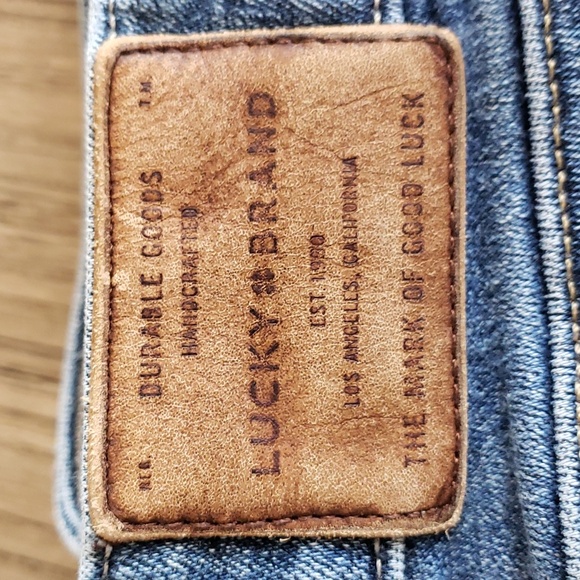 REG. DURABLE GOODS T.M.
HANDCRAFTED
LUCKY BRAND
EST. 1990
LOS ANGELES, CALIFORNIA
THE MARK OF GOOD LUCK